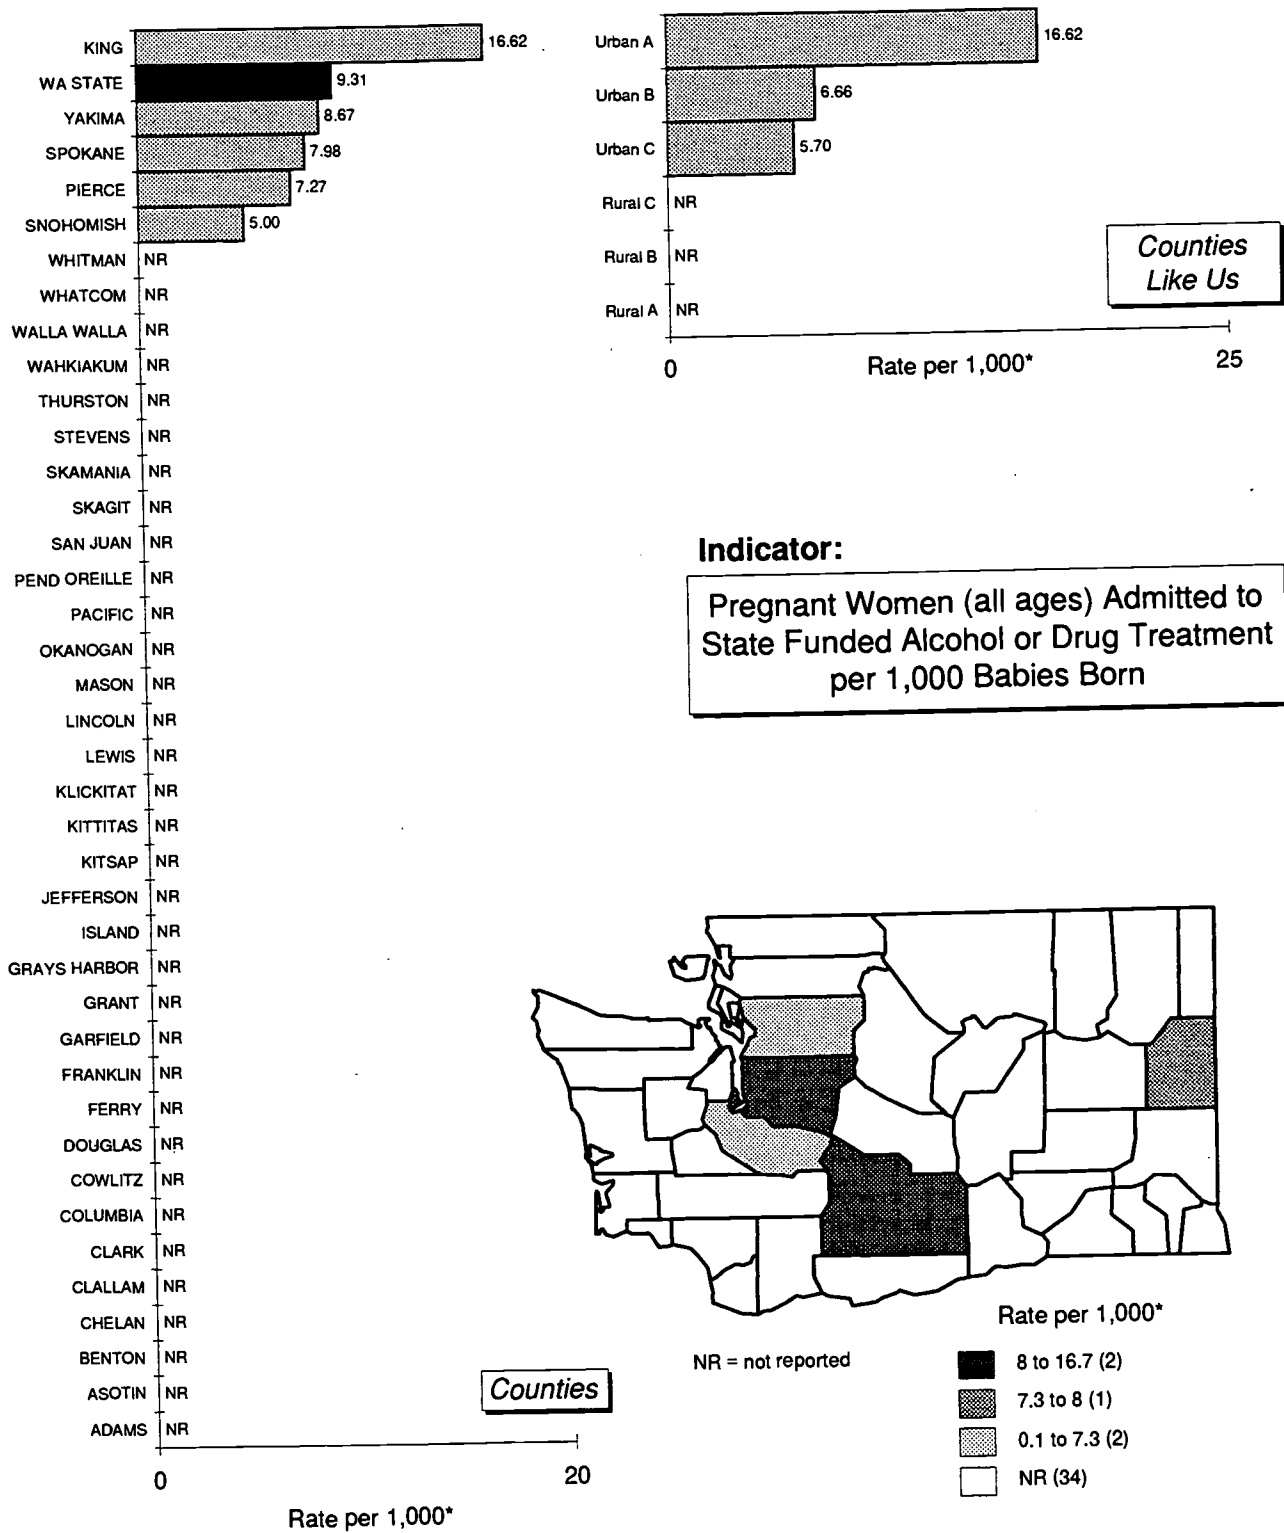 KING 16.62
WA STATE 9.31
YAKIMA 8.67
SPOKANE 7.98
PIERCE 7.27
SNOHOMISH 5.00
WHITMAN NR
WHATCOM NR
WALLA WALLA NR
WAHKIAKUM NR
THURSTON NR
STEVENS NR
SKAMANIA NR
SKAGIT NR
SAN JUAN NR
PEND OREILLE NR
PACIFIC NR
OKANOGAN NR
MASON NR
LINCOLN NR
LEWIS NR
KLICKITAT NR
KITTITAS NR
KITSAP NR
JEFFERSON NR
ISLAND NR
GRAYS HARBOR NR
GRANT NR
GARFIELD NR
FRANKLIN NR
FERRY NR
DOUGLAS NR
COWLITZ NR
COLUMBIA NR
CLARK NR
CLALLAM NR
CHELAN NR
BENTON NR
ASOTIN NR
ADAMS NR
0 20
Rate per 1,000*
Counties
Urban A 16.62
Urban B 6.66
Urban C 5.70
Rural C NR
Rural B NR
Rural A NR
0 Rate per 1,000* 25
Counties
Like Us
Indicator:
Pregnant Women (all ages) Admitted to
State Funded Alcohol or Drug Treatment
per 1,000 Babies Born
NR = not reported
Rate per 1,000*
8 to 16.7 (2)
7.3 to 8 (1)
0.1 to 7.3 (2)
NR (34)